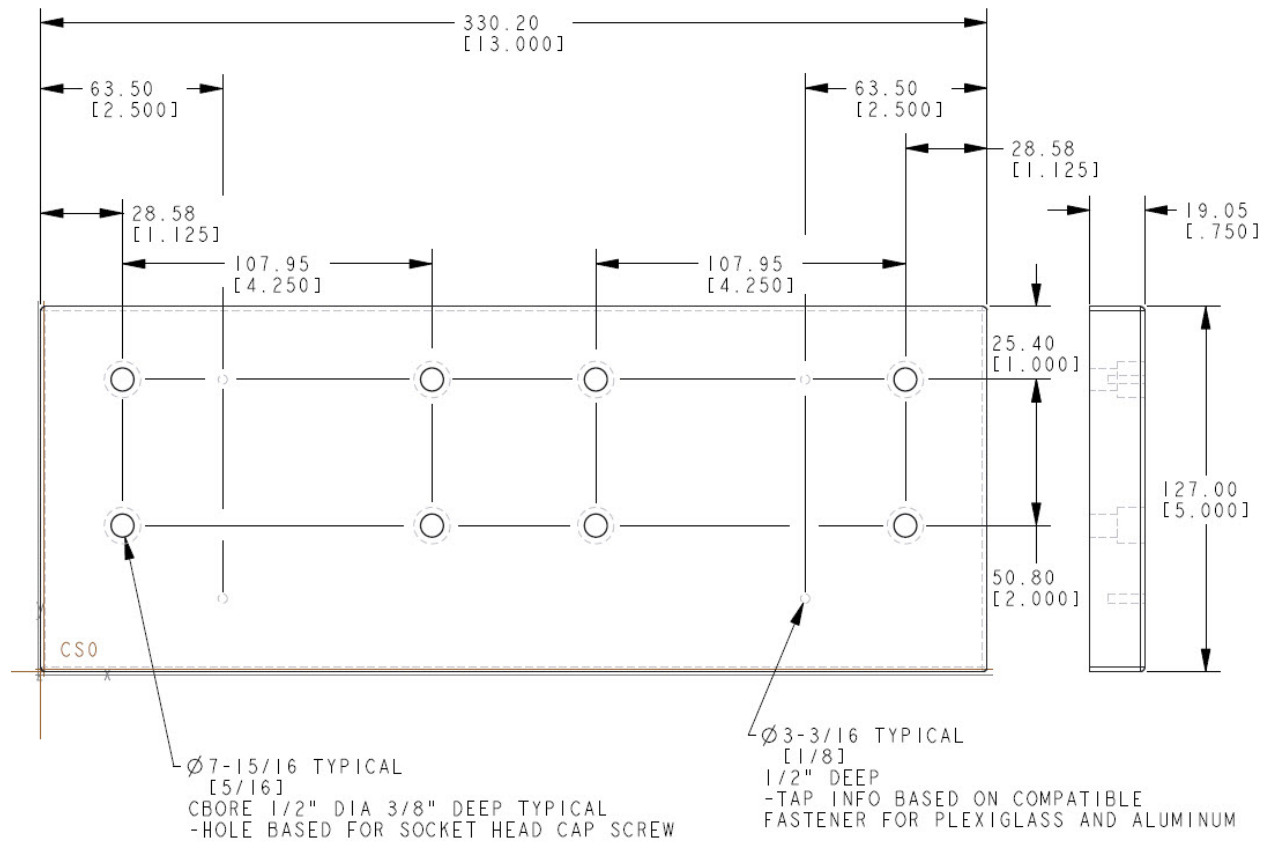 330.20
[13.000]
63.50
[2.500]
63.50
[2.500]
28.58
[1.125]
28.58
[1.125]
19.05
[.750]
107.95
[4.250]
107.95
[4.250]
25.40
[1.000]
127.00
[5.000]
50.80
[2.000]
Y
CS0
X
Ø7-15/16 TYPICAL
[5/16]
CBORE 1/2" DIA 3/8" DEEP TYPICAL
-HOLE BASED FOR SOCKET HEAD CAP SCREW
Ø3-3/16 TYPICAL
[1/8]
1/2" DEEP
-TAP INFO BASED ON COMPATIBLE
FASTENER FOR PLEXIGLASS AND ALUMINUM